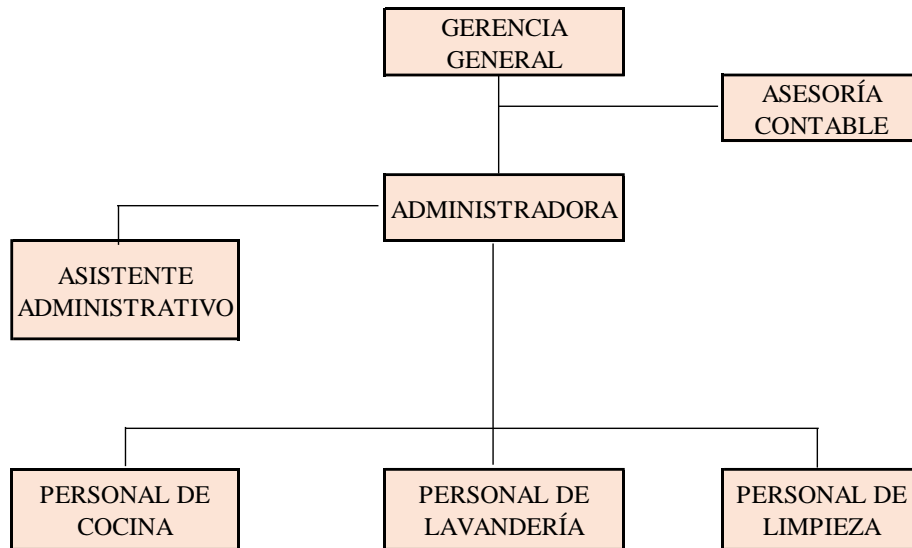 GERENCIA
GENERAL
ASESORÍA
CONTABLE
ADMINISTRADORA
ASISTENTE
ADMINISTRATIVO
PERSONAL DE
COCINA
PERSONAL DE
LAVANDERÍA
PERSONAL DE
LIMPIEZA